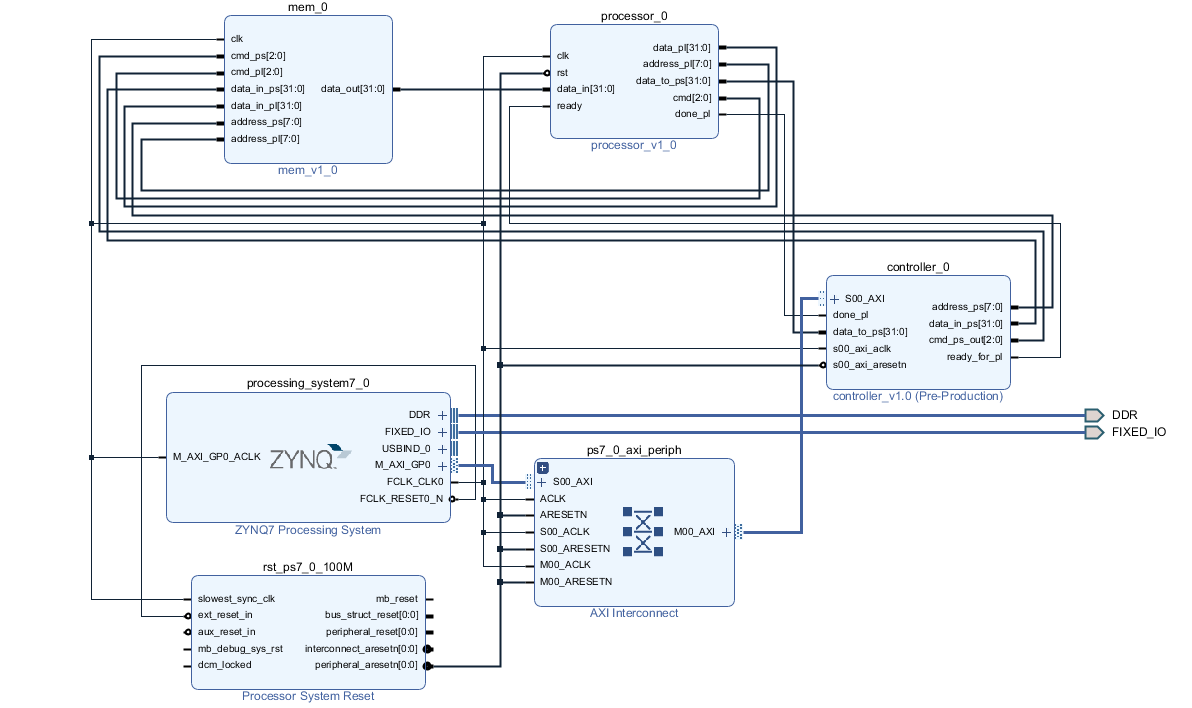 mem_0
clk
cmd_ps[2:0]
cmd_pl[2:0]
data_in_ps[31:0]
data_in_pl[31:0]
address_ps[7:0]
address_pl[7:0]
data_out[31:0]
mem_v1_0
processor_0
clk
rst
data_in[31:0]
ready
data_pl[31:0]
address_pl[7:0]
data_to_ps[31:0]
cmd[2:0]
done_pl
processor_v1_0
controller_0
S00_AXI
done_pl
data_to_ps[31:0]
s00_axi_aclk
s00_axi_aresetn
address_ps[7:0]
data_in_ps[31:0]
cmd_ps_out[2:0]
ready_for_pl
controller_v1.0 (Pre-Production)
processing_system7_0
M_AXI_GP0_ACLK
ZYNQ
DDR
FIXED_IO
USBIND_0
M_AXI_GP0
FCLK_CLK0
FCLK_RESET0_N
ZYNQ7 Processing System
DDR
FIXED_IO
ps7_0_axi_periph
S00_AXI
ACLK
ARESETN
S00_ACLK
S00_ARESETN
M00_ACLK
M00_ARESETN
M00_AXI
AXI Interconnect
rst_ps7_0_100M
slowest_sync_clk
ext_reset_in
aux_reset_in
mb_debug_sys_rst
dcm_locked
mb_reset
bus_struct_reset[0:0]
peripheral_reset[0:0]
interconnect_aresetn[0:0]
peripheral_aresetn[0:0]
Processor System Reset